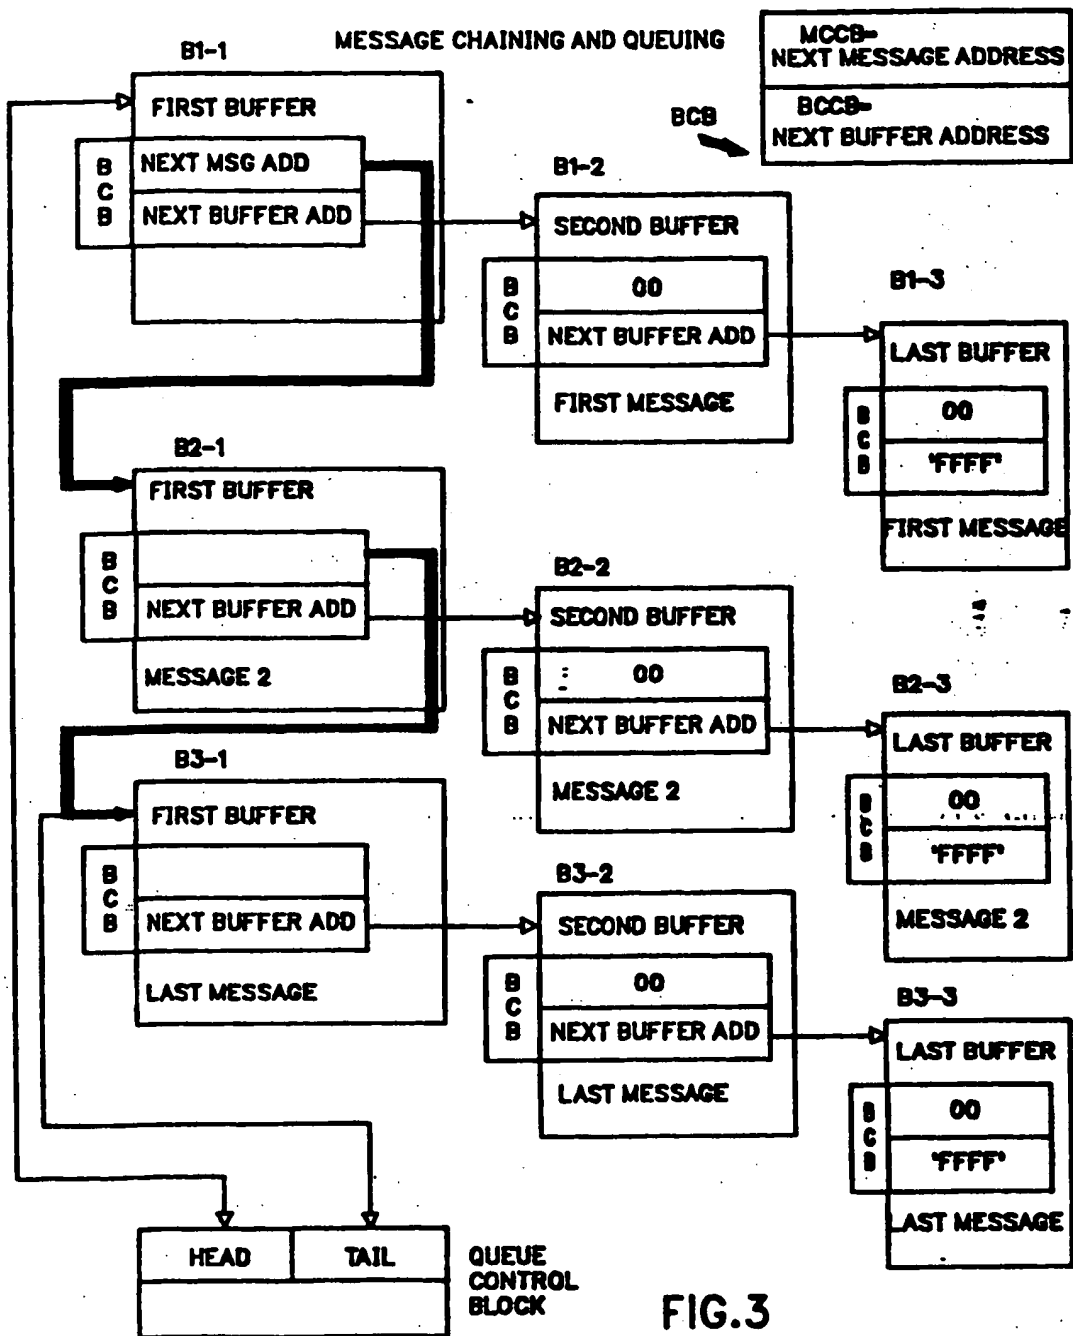 MESSAGE CHAINING AND QUEUING
MCCB=
NEXT MESSAGE ADDRESS
BCCB=
NEXT BUFFER ADDRESS
BCB
B1-1
FIRST BUFFER
BCB
NEXT MSG ADD
NEXT BUFFER ADD
B1-2
SECOND BUFFER
BCB
00
NEXT BUFFER ADD
FIRST MESSAGE
B1-3
LAST BUFFER
BCB
00
'FFFF'
FIRST MESSAGE
B2-1
FIRST BUFFER
BCB
NEXT BUFFER ADD
MESSAGE 2
B2-2
SECOND BUFFER
BCB
00
NEXT BUFFER ADD
MESSAGE 2
B2-3
LAST BUFFER
BCB
00
'FFFF'
MESSAGE 2
B3-1
FIRST BUFFER
BCB
NEXT BUFFER ADD
LAST MESSAGE
B3-2
SECOND BUFFER
BCB
00
NEXT BUFFER ADD
LAST MESSAGE
B3-3
LAST BUFFER
BCB
00
'FFFF'
LAST MESSAGE
HEAD
TAIL
QUEUE
CONTROL
BLOCK
FIG.3